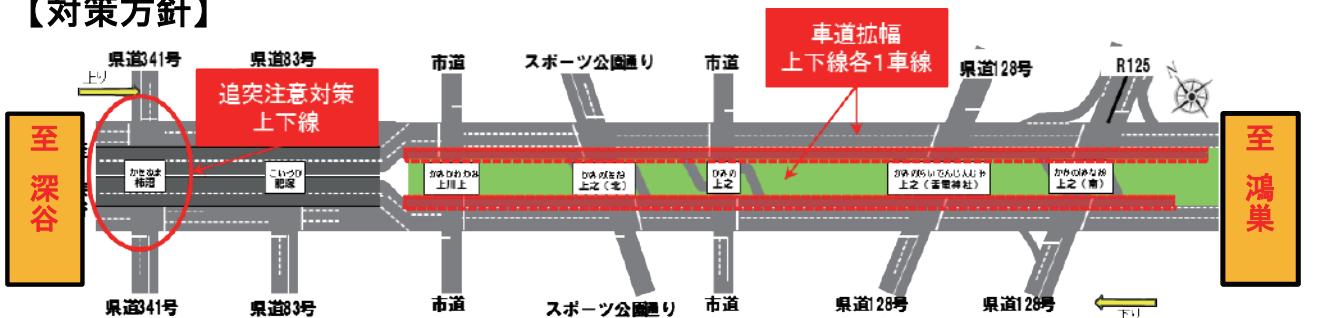 【対策方針】
県道341号
県道83号
市道
スポーツ公園通り
市道
車道拡幅
上下線各1車線
県道128号
R125
N
上り
追突注意対策
上下線
至 深谷
至 鴻巣
かきぬま
柿沼
こいづか
肥塚
かみかわかみ
上川上
かみのきた
上之（北）
かみの
上之
かみのらいでんじんじゃ
上之（雷電神社）
かみのみなみ
上之（南）
県道341号
県道83号
市道
スポーツ公園通り
市道
県道128号
県道128号
下り